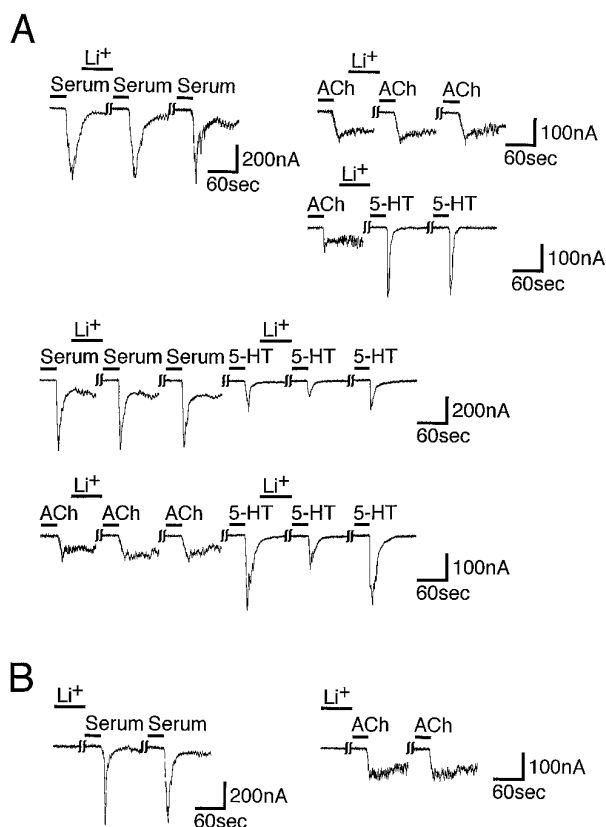 A
Li⁺
Serum Serum Serum
200nA
60sec
Li⁺
ACh ACh ACh
100nA
60sec
Li⁺
ACh 5-HT 5-HT
100nA
60sec
Li⁺ Li⁺
Serum Serum Serum 5-HT 5-HT 5-HT
200nA
60sec
Li⁺ Li⁺
ACh ACh ACh 5-HT 5-HT 5-HT
100nA
60sec
B
Li⁺
Serum Serum
200nA
60sec
Li⁺
ACh ACh
100nA
60sec